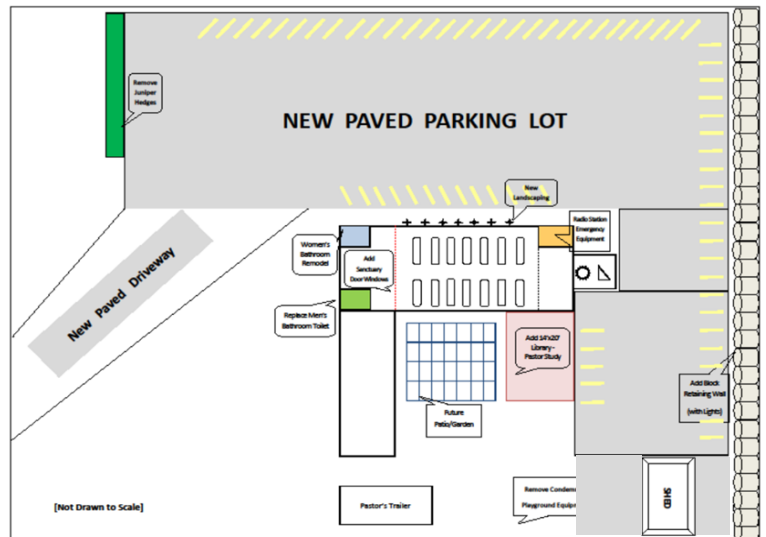 Remove
Juniper
Hedges
NEW PAVED PARKING LOT
New
Landscaping
Radio Station
Emergency
Equipment
Women's
Bathroom
Remodel
Add
Sanctuary
Door Windows
New Paved Driveway
Replace Men's
Bathroom Toilet
Add 14'x20'
Library -
Pastor Study
Add Block
Retaining Wall
(with Lights)
Future
Patio/Garden
Remove Condem
Playground Equip
SHED
Pastor's Trailer
[Not Drawn to Scale]